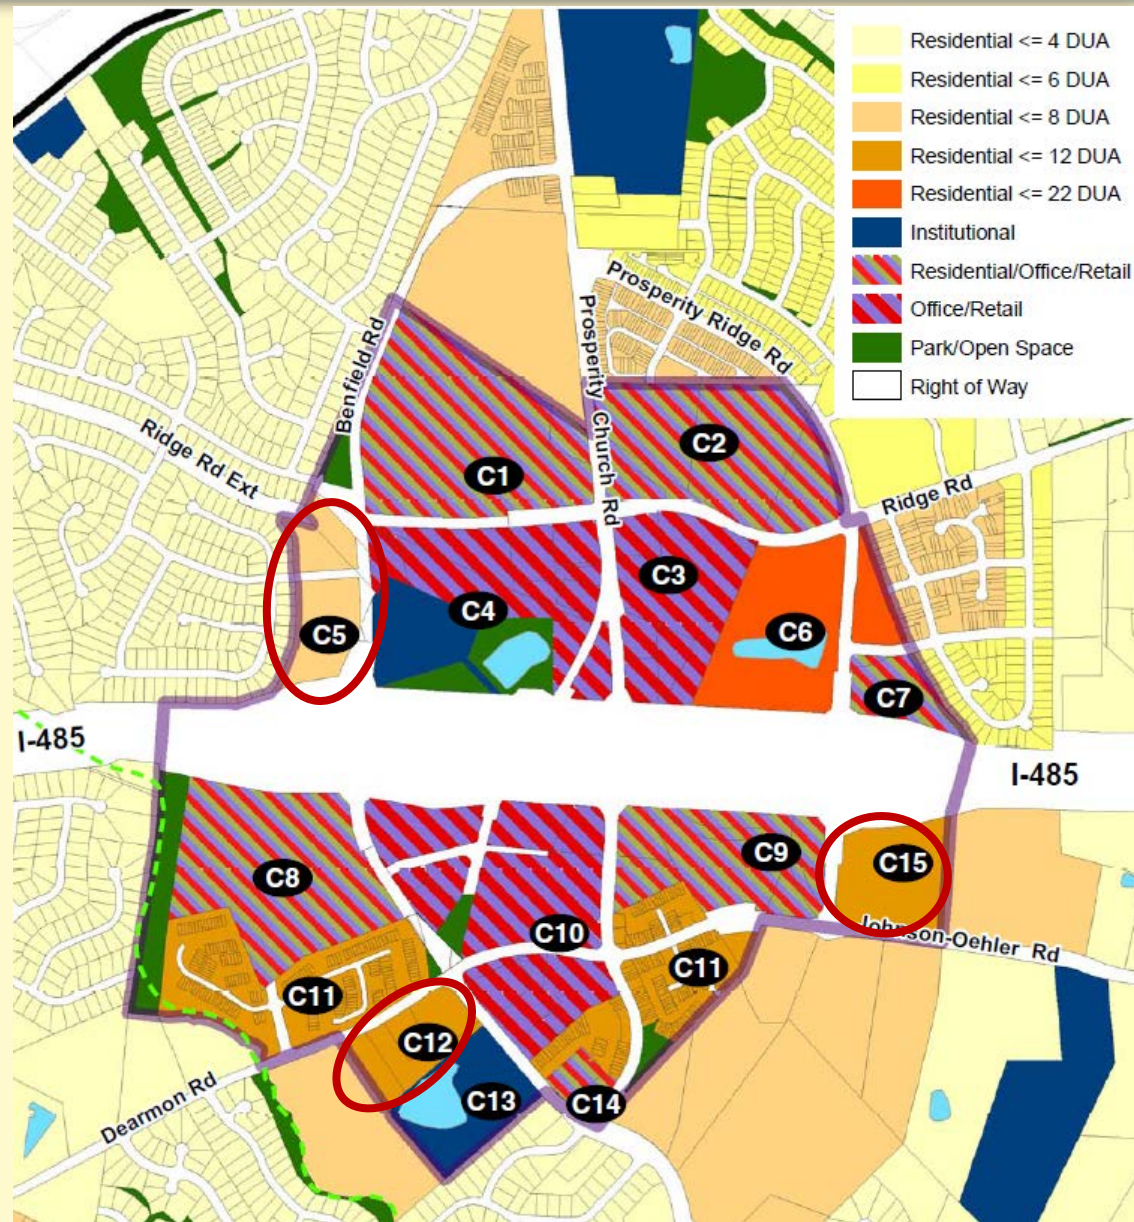 Residential <= 4 DUA
Residential <= 6 DUA
Residential <= 8 DUA
Residential <= 12 DUA
Residential <= 22 DUA
Institutional
Residential/Office/Retail
Office/Retail
Park/Open Space
Right of Way
Prosperity Ridge Rd
Benfield Rd
Prosperity Church Rd
Ridge Rd Ext
Ridge Rd
C1
C2
C3
C4
C5
C6
C7
I-485
I-485
C8
C9
C15
Johnson-Oehler Rd
C10
C11
C11
C12
C13
C14
Dearmon Rd